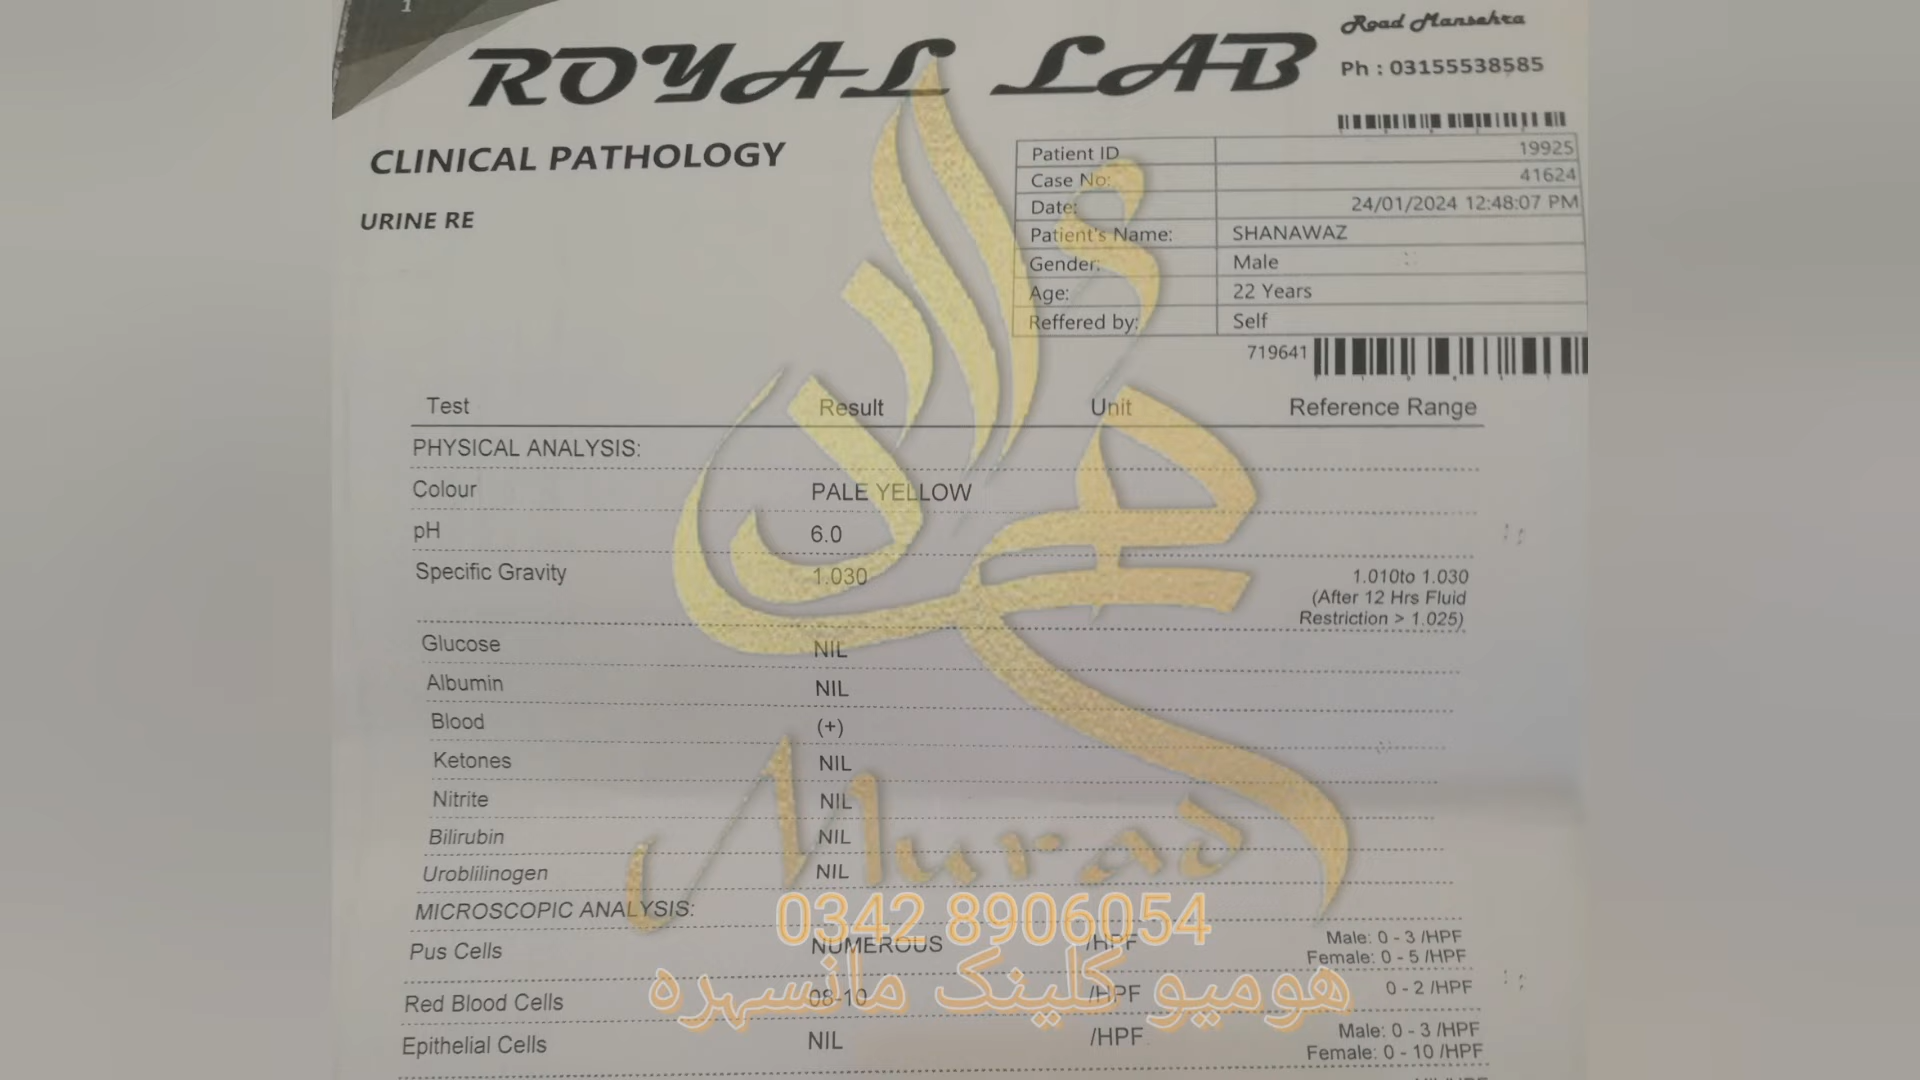 1
Road Mansehra
ROYAL LAB
Ph : 03155538585
CLINICAL PATHOLOGY
URINE RE
Patient ID 19925
Case No: 41624
Date: 24/01/2024 12:48:07 PM
Patient's Name: SHANAWAZ
Gender: Male
Age: 22 Years
Reffered by: Self
719641
Test Result Unit Reference Range
PHYSICAL ANALYSIS:
Colour PALE YELLOW
pH 6.0
Specific Gravity 1.030 1.010to 1.030
(After 12 Hrs Fluid
Restriction > 1.025)
Glucose NIL
Albumin NIL
Blood (+)
Ketones NIL
Nitrite NIL
Bilirubin NIL
Uroblilinogen NIL
Murad
MICROSCOPIC ANALYSIS:
0342 8906054
Pus Cells NUMEROUS /HPF Male: 0 - 3 /HPF
Female: 0 - 5 /HPF
ہومیو کلینک مانسہرہ
Red Blood Cells 08-10 /HPF 0 - 2 /HPF
Epithelial Cells NIL /HPF Male: 0 - 3 /HPF
Female: 0 - 10 /HPF